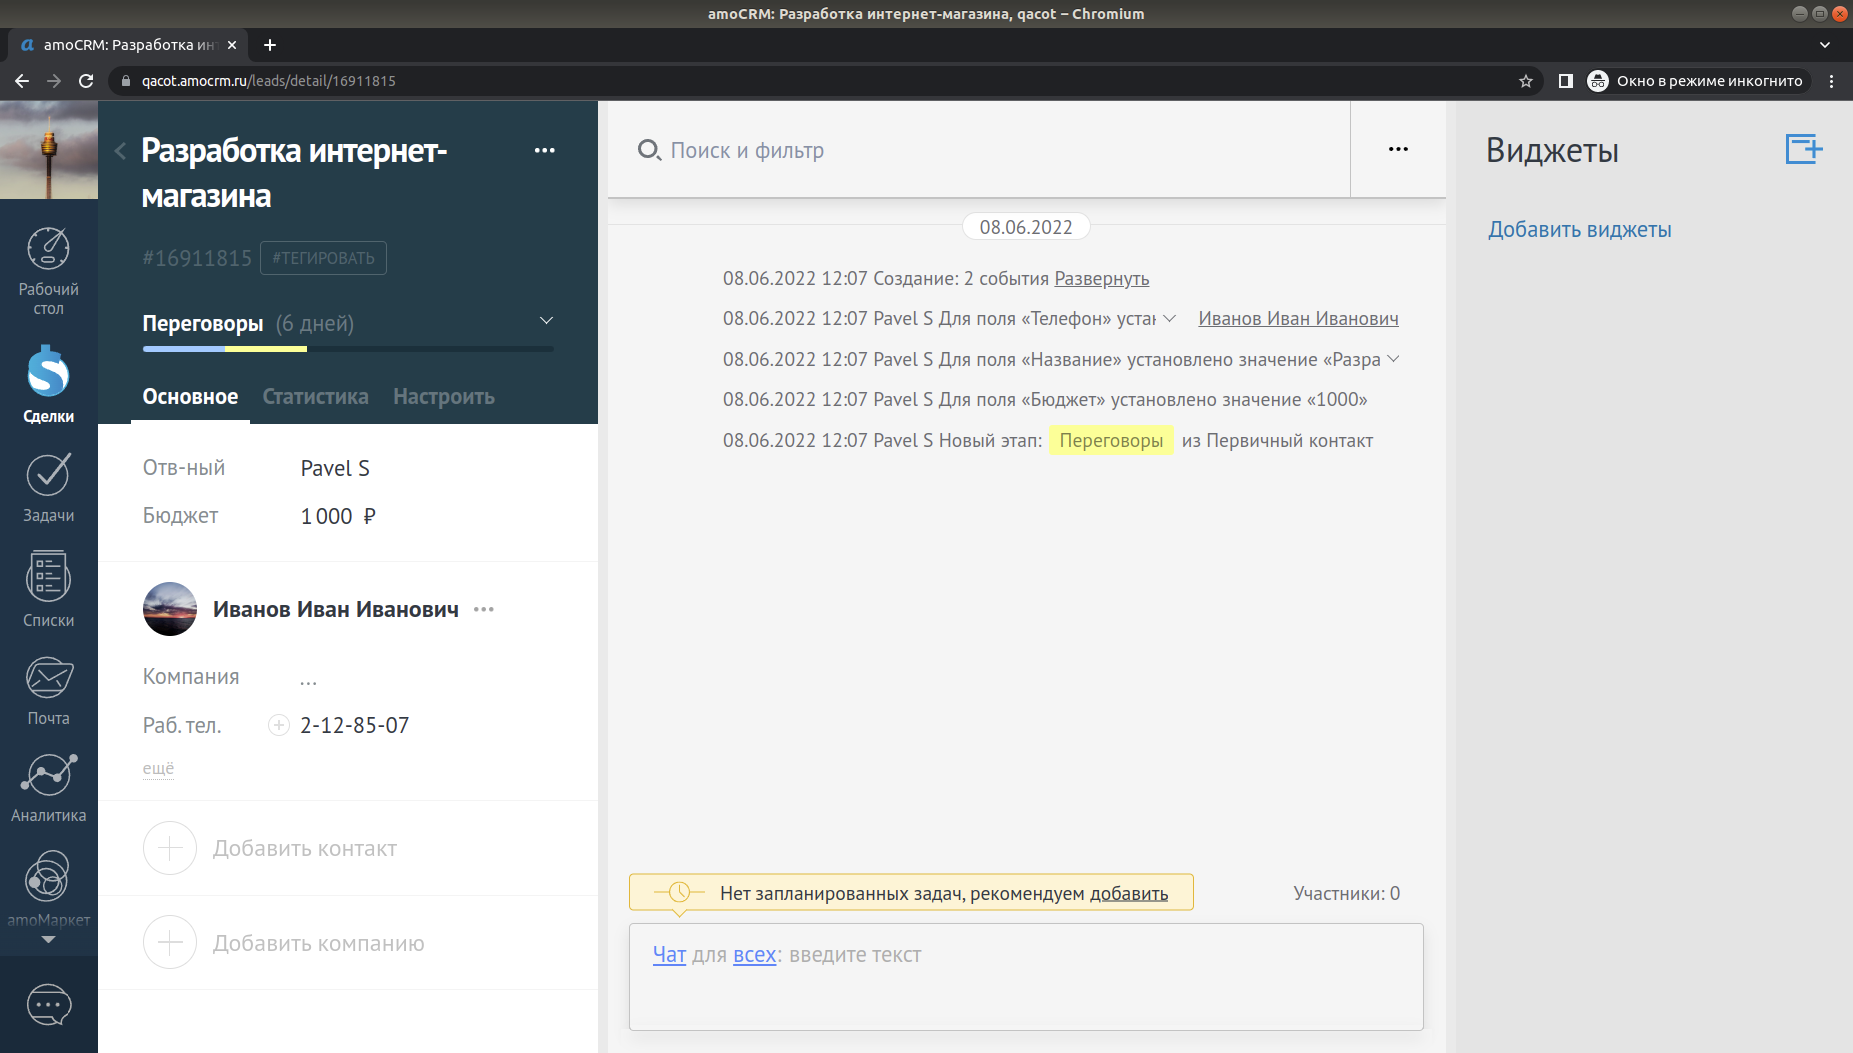 amoCRM: Разработка интернет-магазина, qacot – Chromium
amoCRM: Разработка ин
qacot.amocrm.ru/leads/detail/16911815
Окно в режиме инкогнито
Рабочий
стол
Сделки
Задачи
Списки
Почта
Аналитика
amoМаркет
Разработка интернет-
магазина
#16911815 #ТЕГИРОВАТЬ
Переговоры (6 дней)
Основное Статистика Настроить
Отв-ный Pavel S
Бюджет 1 000 ₽
Иванов Иван Иванович
Компания ...
Раб. тел. 2-12-85-07
ещё
Добавить контакт
Добавить компанию
Поиск и фильтр
08.06.2022
08.06.2022 12:07 Создание: 2 события Развернуть
08.06.2022 12:07 Pavel S Для поля «Телефон» устан Иванов Иван Иванович
08.06.2022 12:07 Pavel S Для поля «Название» установлено значение «Разра
08.06.2022 12:07 Pavel S Для поля «Бюджет» установлено значение «1000»
08.06.2022 12:07 Pavel S Новый этап: Переговоры из Первичный контакт
Нет запланированных задач, рекомендуем добавить
Участники: 0
Чат для всех: введите текст
Виджеты
Добавить виджеты